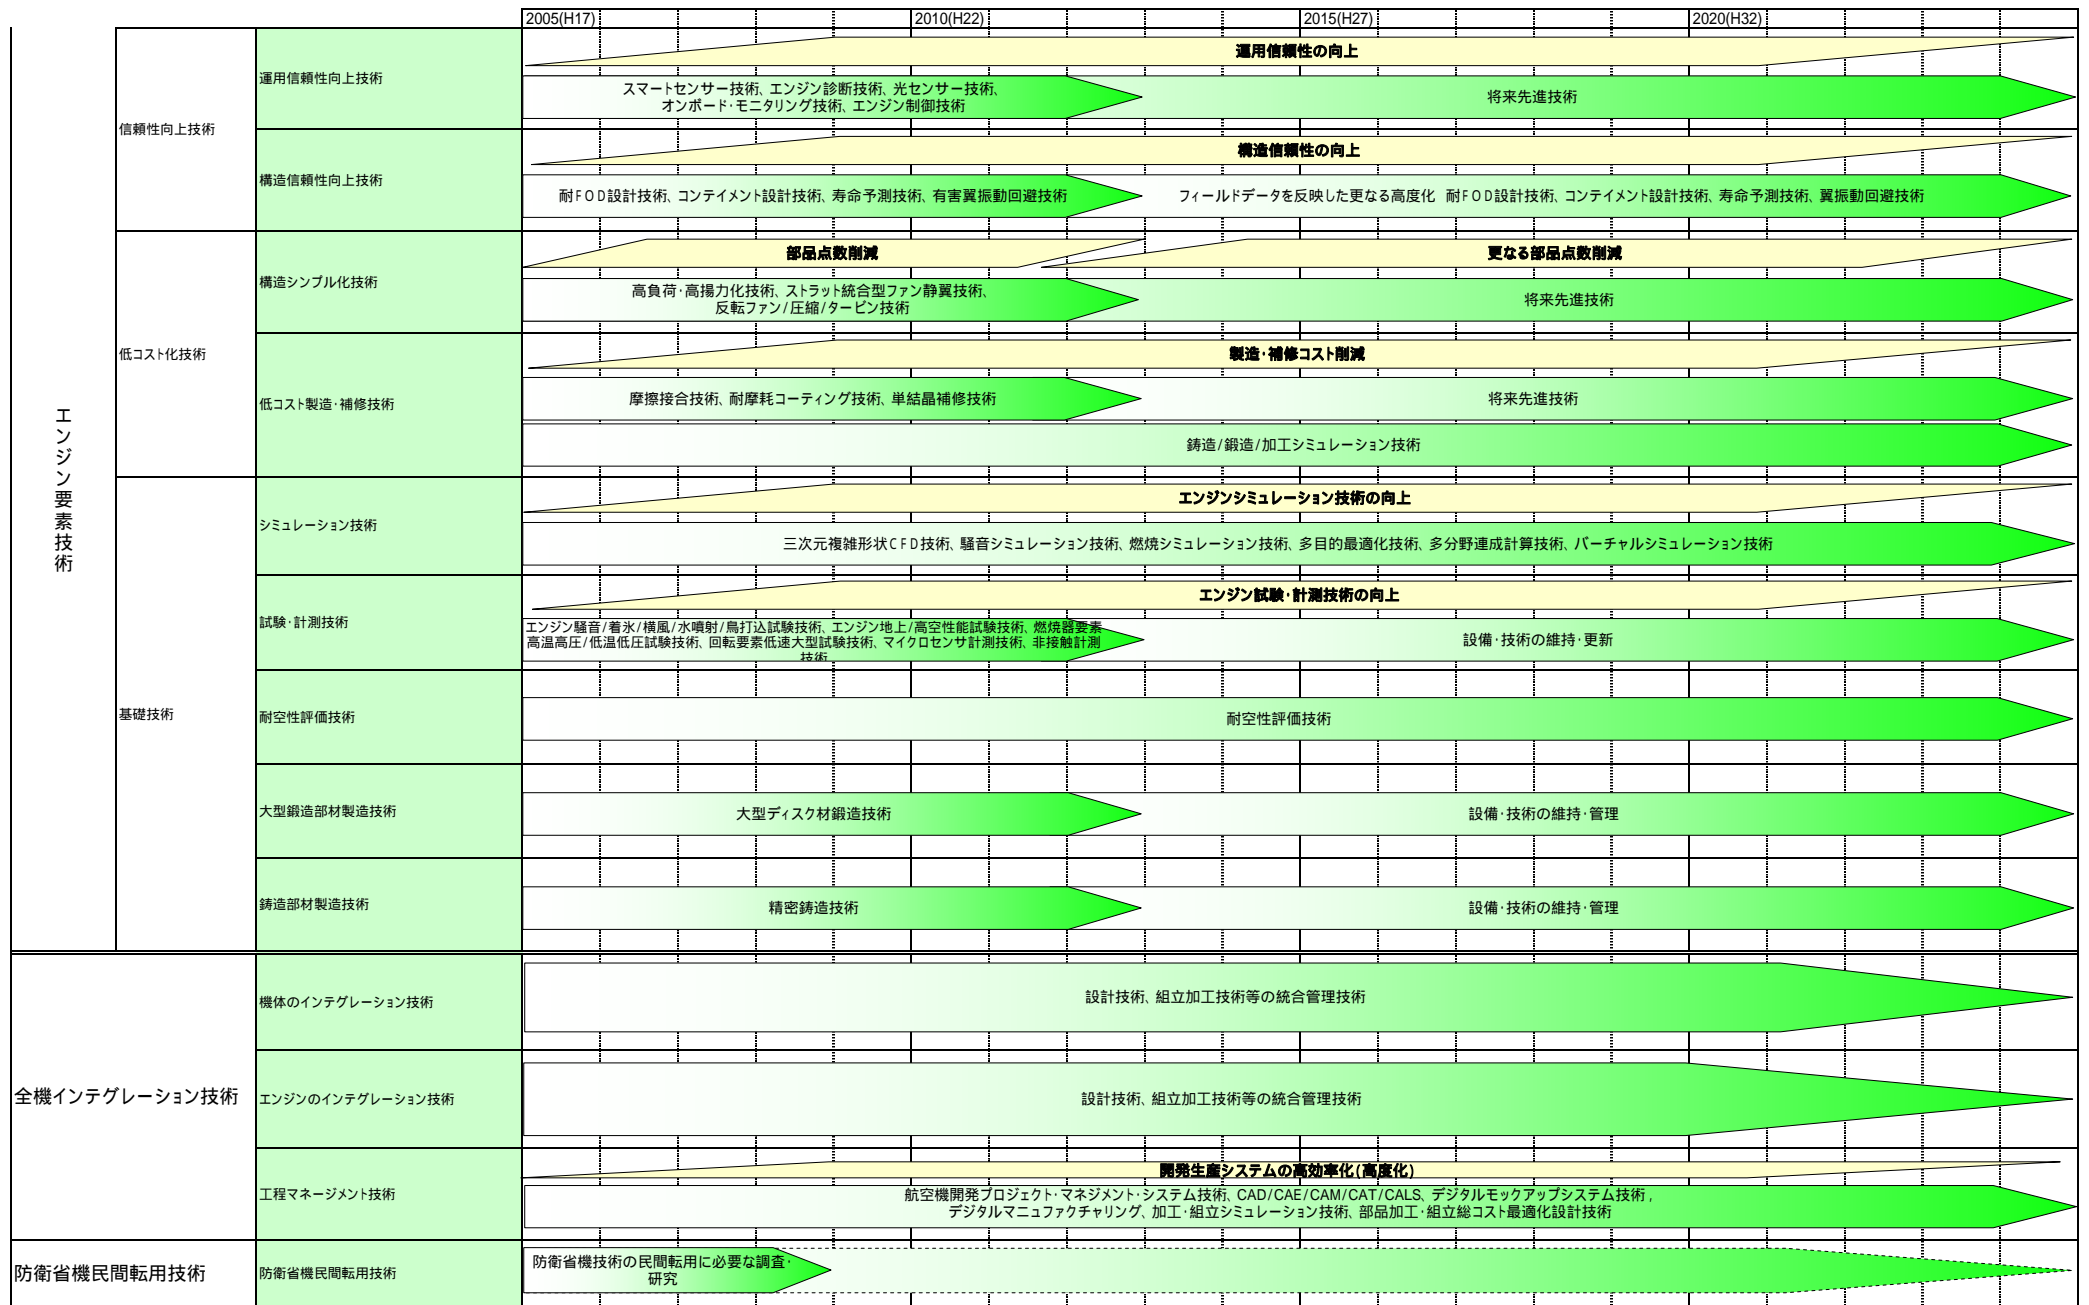 2005(H17)
2010(H22)
2015(H27)
2020(H32)
エンジン要素技術
信頼性向上技術
運用信頼性向上技術
運用信頼性の向上
スマートセンサー技術、エンジン診断技術、光センサー技術、
オンボード・モニタリング技術、エンジン制御技術
将来先進技術
構造信頼性向上技術
構造信頼性の向上
耐FOD設計技術、コンテイメント設計技術、寿命予測技術、有害翼振動回避技術
フィールドデータを反映した更なる高度化 耐FOD設計技術、コンテイメント設計技術、寿命予測技術、翼振動回避技術
低コスト化技術
構造シンプル化技術
部品点数削減
更なる部品点数削減
高負荷・高揚力化技術、ストラット統合型ファン静翼技術、
反転ファン/圧縮/タービン技術
将来先進技術
低コスト製造・補修技術
製造・補修コスト削減
摩擦接合技術、耐摩耗コーティング技術、単結晶補修技術
将来先進技術
鋳造/鍛造/加工シミュレーション技術
基礎技術
シミュレーション技術
エンジンシミュレーション技術の向上
三次元複雑形状CFD技術、騒音シミュレーション技術、燃焼シミュレーション技術、多目的最適化技術、多分野連成計算技術、バーチャルシミュレーション技術
試験・計測技術
エンジン試験・計測技術の向上
エンジン騒音/着氷/横風/水噴射/鳥打込試験技術、エンジン地上/高空性能試験技術、燃焼器要素
高温高圧/低温低圧試験技術、回転要素低速大型試験技術、マイクロセンサ計測技術、非接触計測
技術
設備・技術の維持・更新
耐空性評価技術
耐空性評価技術
大型鍛造部材製造技術
大型ディスク材鍛造技術
設備・技術の維持・管理
鋳造部材製造技術
精密鋳造技術
設備・技術の維持・管理
全機インテグレーション技術
機体のインテグレーション技術
設計技術、組立加工技術等の統合管理技術
エンジンのインテグレーション技術
設計技術、組立加工技術等の統合管理技術
工程マネージメント技術
開発生産システムの高効率化(高度化)
航空機開発プロジェクト・マネジメント・システム技術、CAD/CAE/CAM/CAT/CALS、デジタルモックアップシステム技術,
デジタルマニュファクチャリング、加工・組立シミュレーション技術、部品加工・組立総コスト最適化設計技術
防衛省機民間転用技術
防衛省機民間転用技術
防衛省機技術の民間転用に必要な調査・
研究